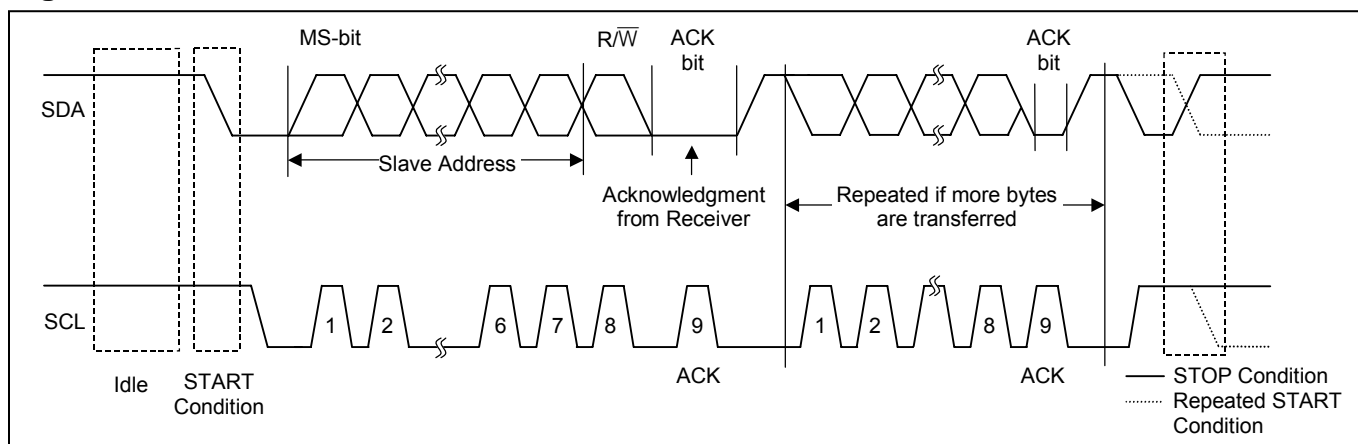 MS-bit
R/W̅
ACK
bit
ACK
bit
SDA
Slave Address
Acknowledgment
from Receiver
Repeated if more bytes
are transferred
SCL
1 2 6 7 8 9 1 2 8 9
Idle
START
Condition
ACK
ACK
STOP Condition
Repeated START
Condition